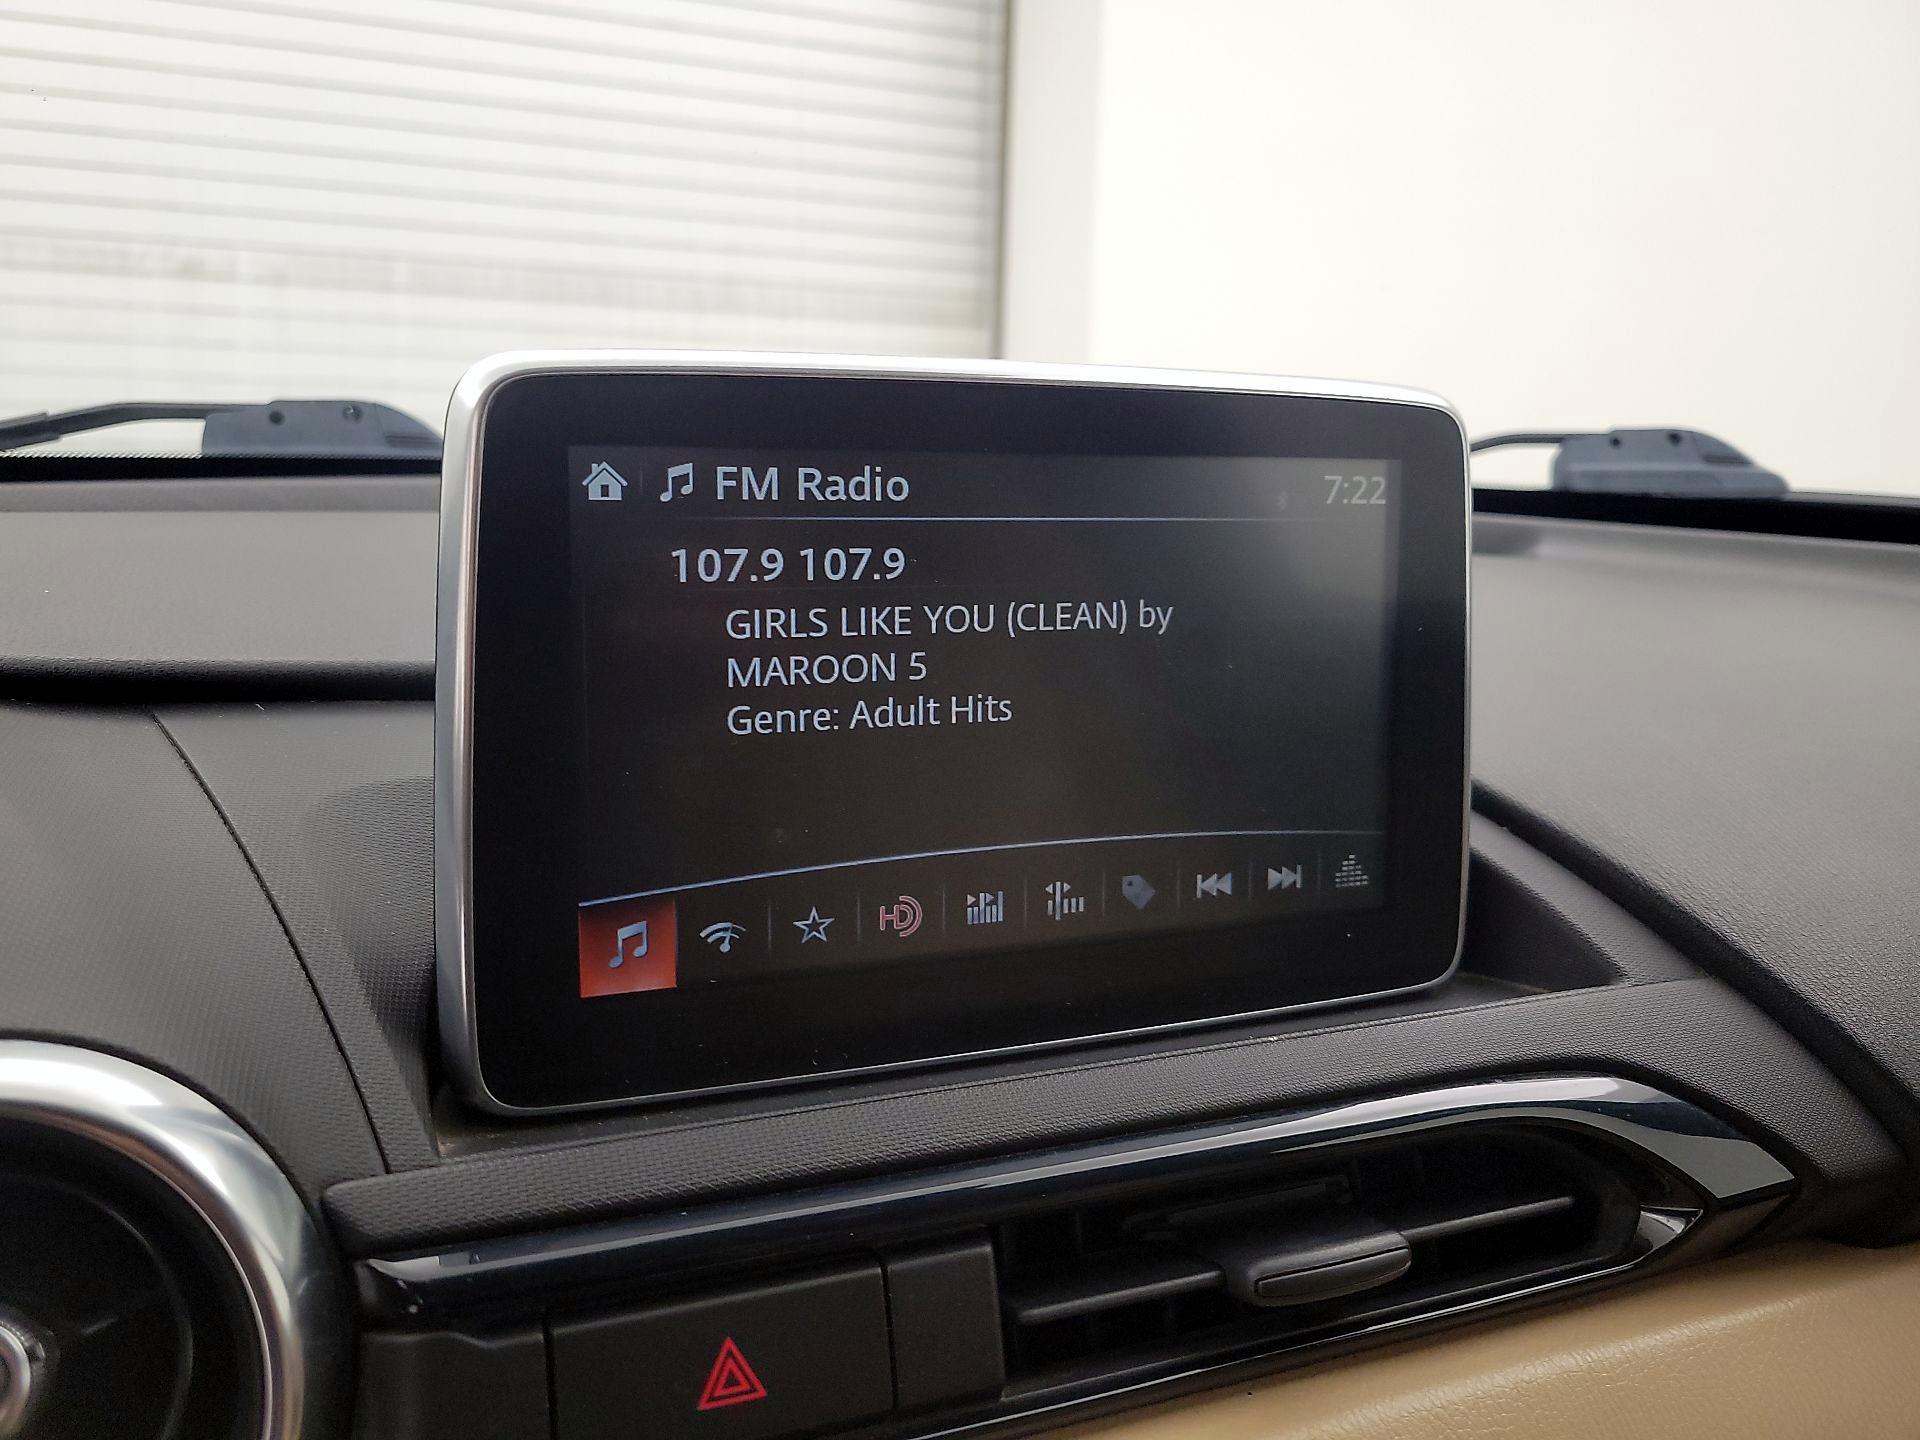 FM Radio
7:22
107.9 107.9
GIRLS LIKE YOU (CLEAN) by
MAROON 5
Genre: Adult Hits
HD